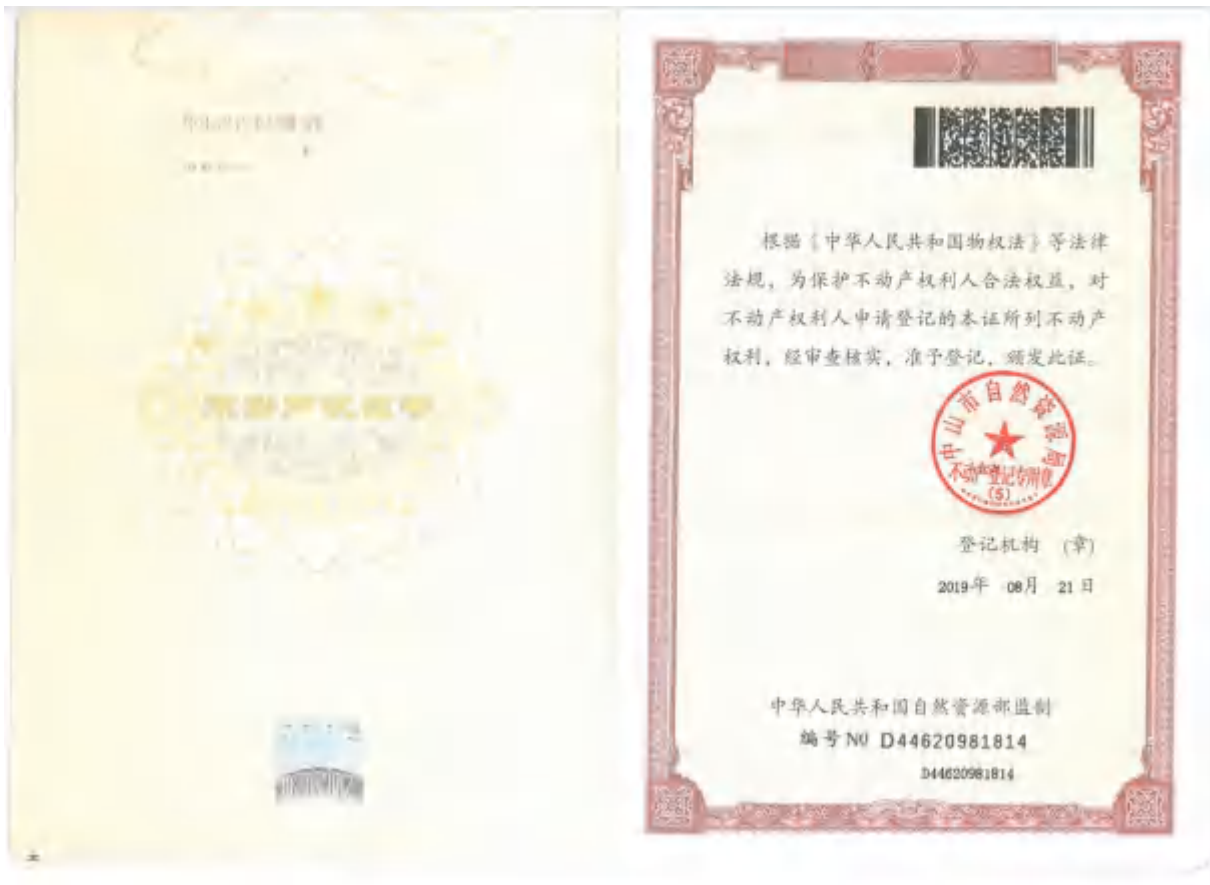 根据《中华人民共和国物权法》等法律
法规，为保护不动产权利人合法权益，对
不动产权利人申请登记的本证所列不动产
权利，经审查核实，准予登记，颁发此证。
中山市自然资源局
不动产登记专用章
(5)
登记机构 (章)
2019年 08月 21日
中华人民共和国自然资源部监制
编号 N0 D44620981814
D44620981814